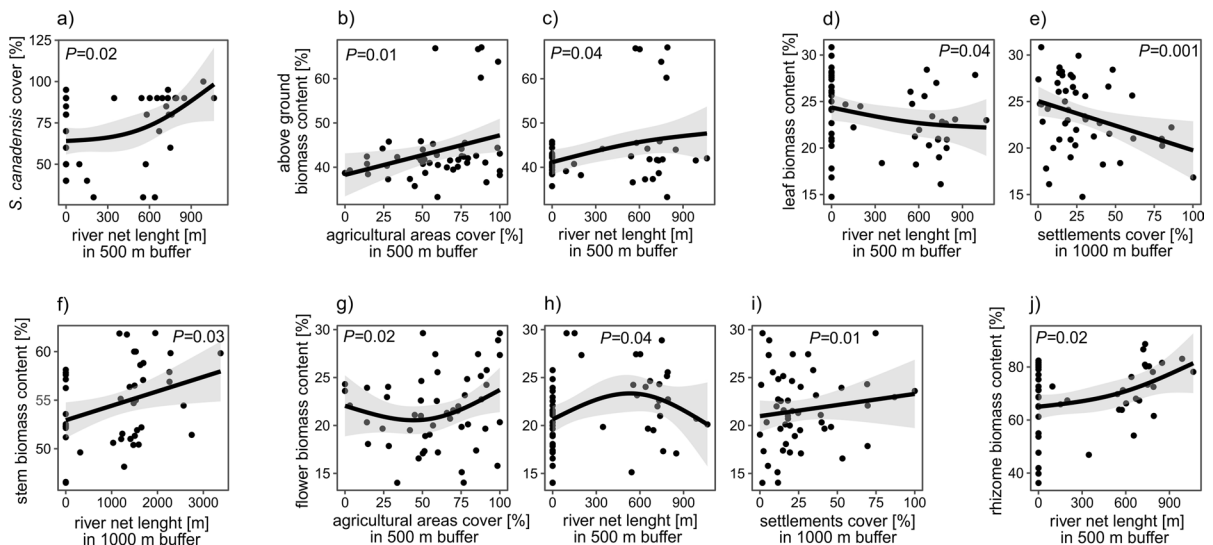 a)
P=0.02
S. canadensis cover [%]
125
100
75
50
0 300 600 900
river net lenght [m]
in 500 m buffer
b)
P=0.01
above ground
biomass content [%]
60
50
40
0 25 50 75 100
agricultural areas cover [%]
in 500 m buffer
c)
P=0.04
60
50
40
0 300 600 900
river net lenght [m]
in 500 m buffer
d)
P=0.04
leaf biomass content [%]
30
25
20
15
0 300 600 900
river net lenght [m]
in 500 m buffer
e)
P=0.001
30
25
20
15
0 25 50 75 100
settlements cover [%]
in 1000 m buffer
f)
P=0.03
stem biomass content [%]
60
55
50
0 1000 2000 3000
river net lenght [m]
in 1000 m buffer
g)
P=0.02
flower biomass content [%]
30
25
20
15
0 25 50 75 100
agricultural areas cover [%]
in 500 m buffer
h)
P=0.04
30
25
20
15
0 300 600 900
river net lenght [m]
in 500 m buffer
i)
P=0.01
30
25
20
15
0 25 50 75 100
settlements cover [%]
in 1000 m buffer
j)
P=0.02
rhizome biomass content [%]
100
80
60
40
0 300 600 900
river net lenght [m]
in 500 m buffer